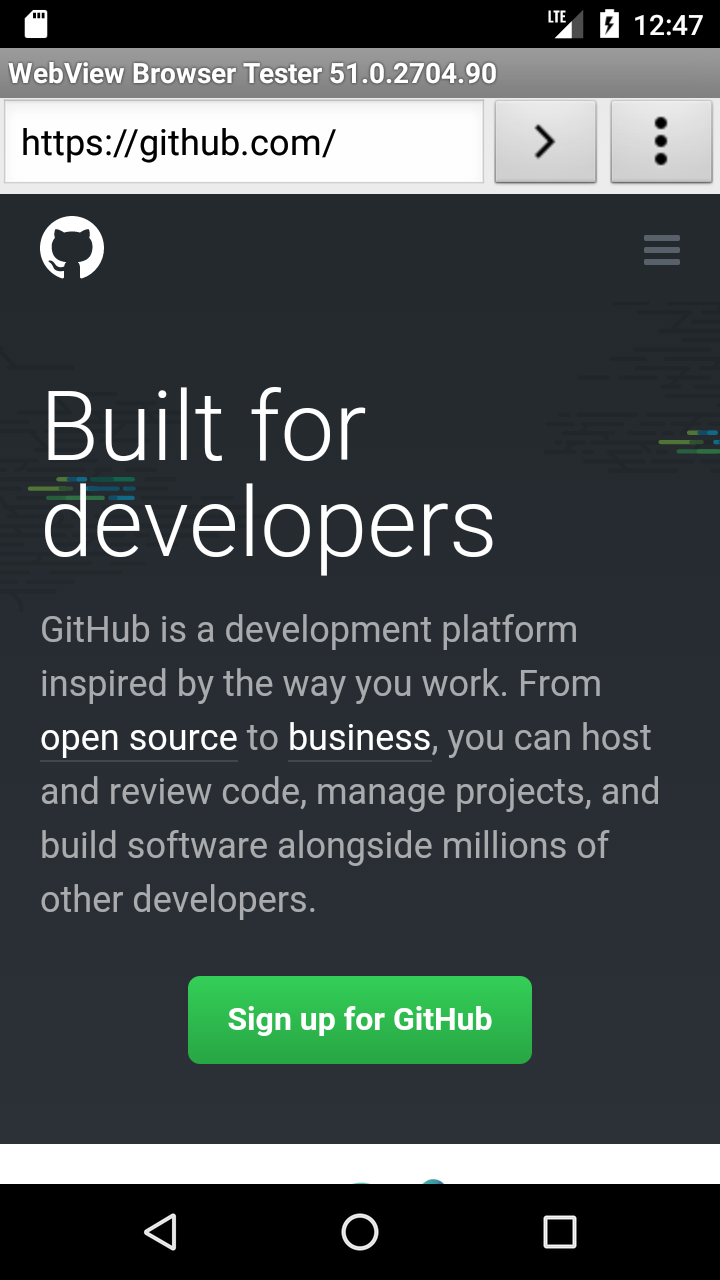 LTE 12:47
WebView Browser Tester 51.0.2704.90
https://github.com/
Built for
developers
GitHub is a development platform
inspired by the way you work. From
open source to business, you can host
and review code, manage projects, and
build software alongside millions of
other developers.
Sign up for GitHub